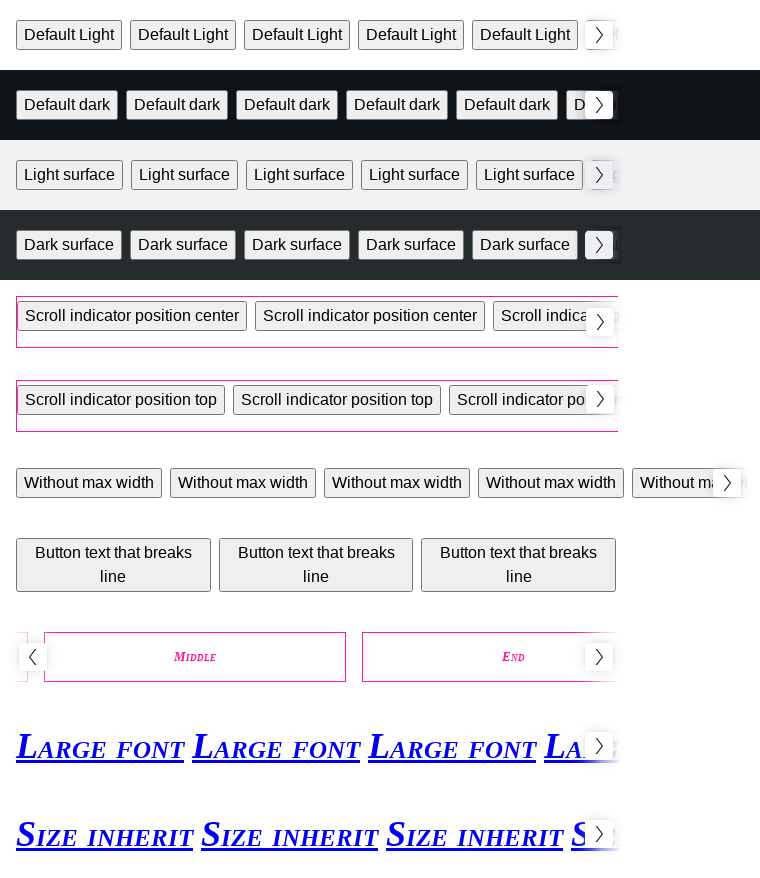 Default Light Default Light Default Light Default Light Default Light
Default dark Default dark Default dark Default dark Default dark
Light surface Light surface Light surface Light surface Light surface
Dark surface Dark surface Dark surface Dark surface Dark surface
Scroll indicator position center Scroll indicator position center Scroll
Scroll indicator position top Scroll indicator position top Scroll indicator
Without max width Without max width Without max width Without max width Without
Button text that breaks Button text that breaks Button text that breaks
line line line
Middle End
Large font Large font Large font
Size inherit Size inherit Size inherit